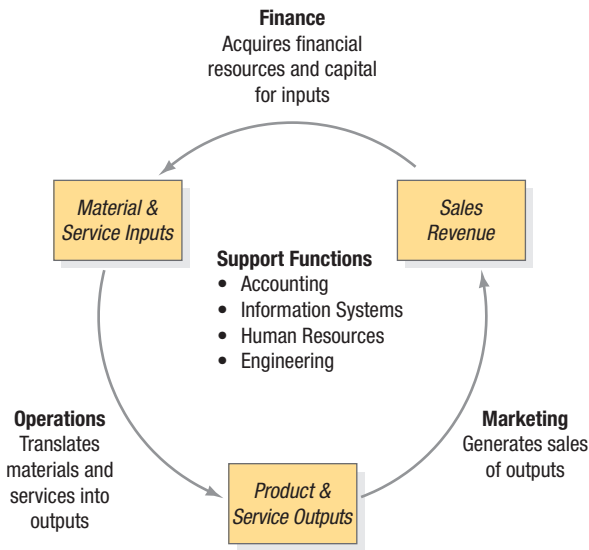 Finance
Acquires financial
resources and capital
for inputs
Material &
Service Inputs
Sales
Revenue
Support Functions
• Accounting
• Information Systems
• Human Resources
• Engineering
Operations
Translates
materials and
services into
outputs
Marketing
Generates sales
of outputs
Product &
Service Outputs